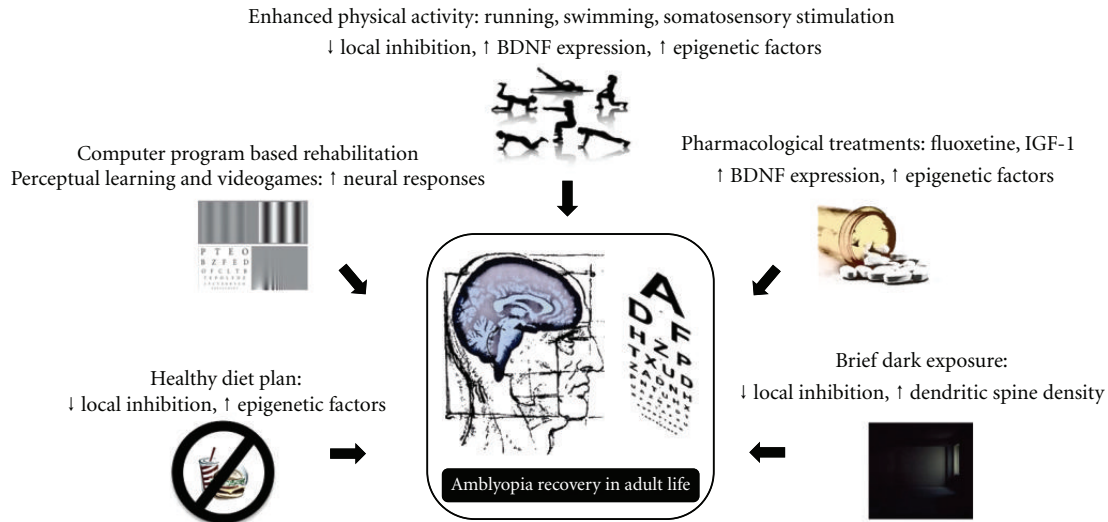 Enhanced physical activity: running, swimming, somatosensory stimulation
↓ local inhibition, ↑ BDNF expression, ↑ epigenetic factors
Computer program based rehabilitation
Perceptual learning and videogames: ↑ neural responses
Pharmacological treatments: fluoxetine, IGF-1
↑ BDNF expression, ↑ epigenetic factors
P T E O
B Z F E D
O F C L T B
Healthy diet plan:
↓ local inhibition, ↑ epigenetic factors
A
D F
H Z P
Brief dark exposure:
↓ local inhibition, ↑ dendritic spine density
Amblyopia recovery in adult life